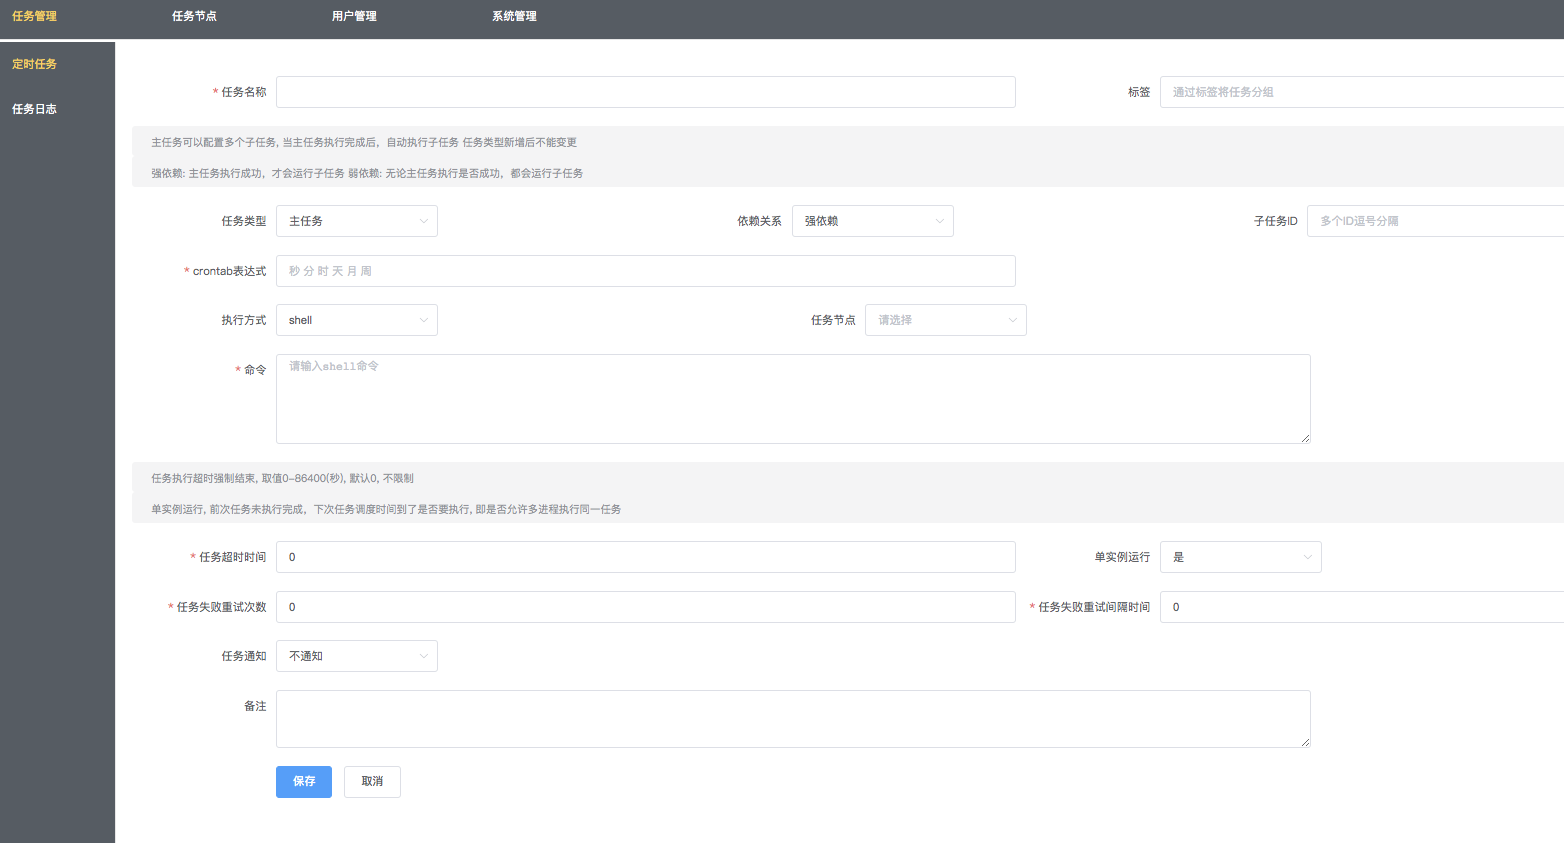 任务管理 任务节点 用户管理 系统管理
定时任务
任务日志
* 任务名称 标签 通过标签将任务分组
主任务可以配置多个子任务, 当主任务执行完成后，自动执行子任务 任务类型新增后不能变更
强依赖: 主任务执行成功，才会运行子任务 弱依赖: 无论主任务执行是否成功，都会运行子任务
任务类型 主任务 依赖关系 强依赖 子任务ID 多个ID逗号分隔
* crontab表达式 秒 分 时 天 月 周
执行方式 shell 任务节点 请选择
* 命令 请输入shell命令
任务执行超时强制结束, 取值0-86400(秒), 默认0, 不限制
单实例运行, 前次任务未执行完成，下次任务调度时间到了是否要执行, 即是否允许多进程执行同一任务
* 任务超时时间 0 单实例运行 是
* 任务失败重试次数 0 * 任务失败重试间隔时间 0
任务通知 不通知
备注
保存 取消